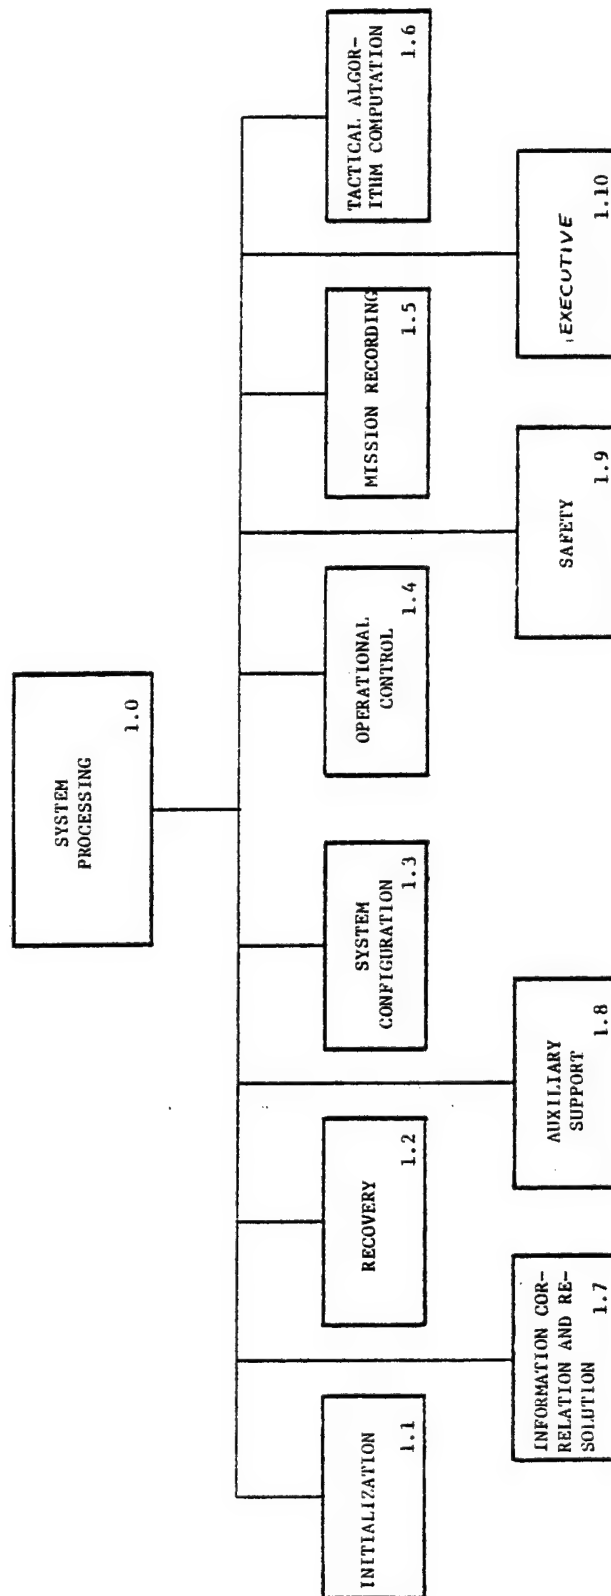 SYSTEM
PROCESSING
1.0
INITIALIZATION
1.1
RECOVERY
1.2
SYSTEM
CONFIGURATION
1.3
OPERATIONAL
CONTROL
1.4
MISSION RECORDING
1.5
TACTICAL ALGOR-
ITHM COMPUTATION
1.6
INFORMATION COR-
RELATION AND RE-
SOLUTION
1.7
AUXILIARY
SUPPORT
1.8
SAFETY
1.9
EXECUTIVE
1.10